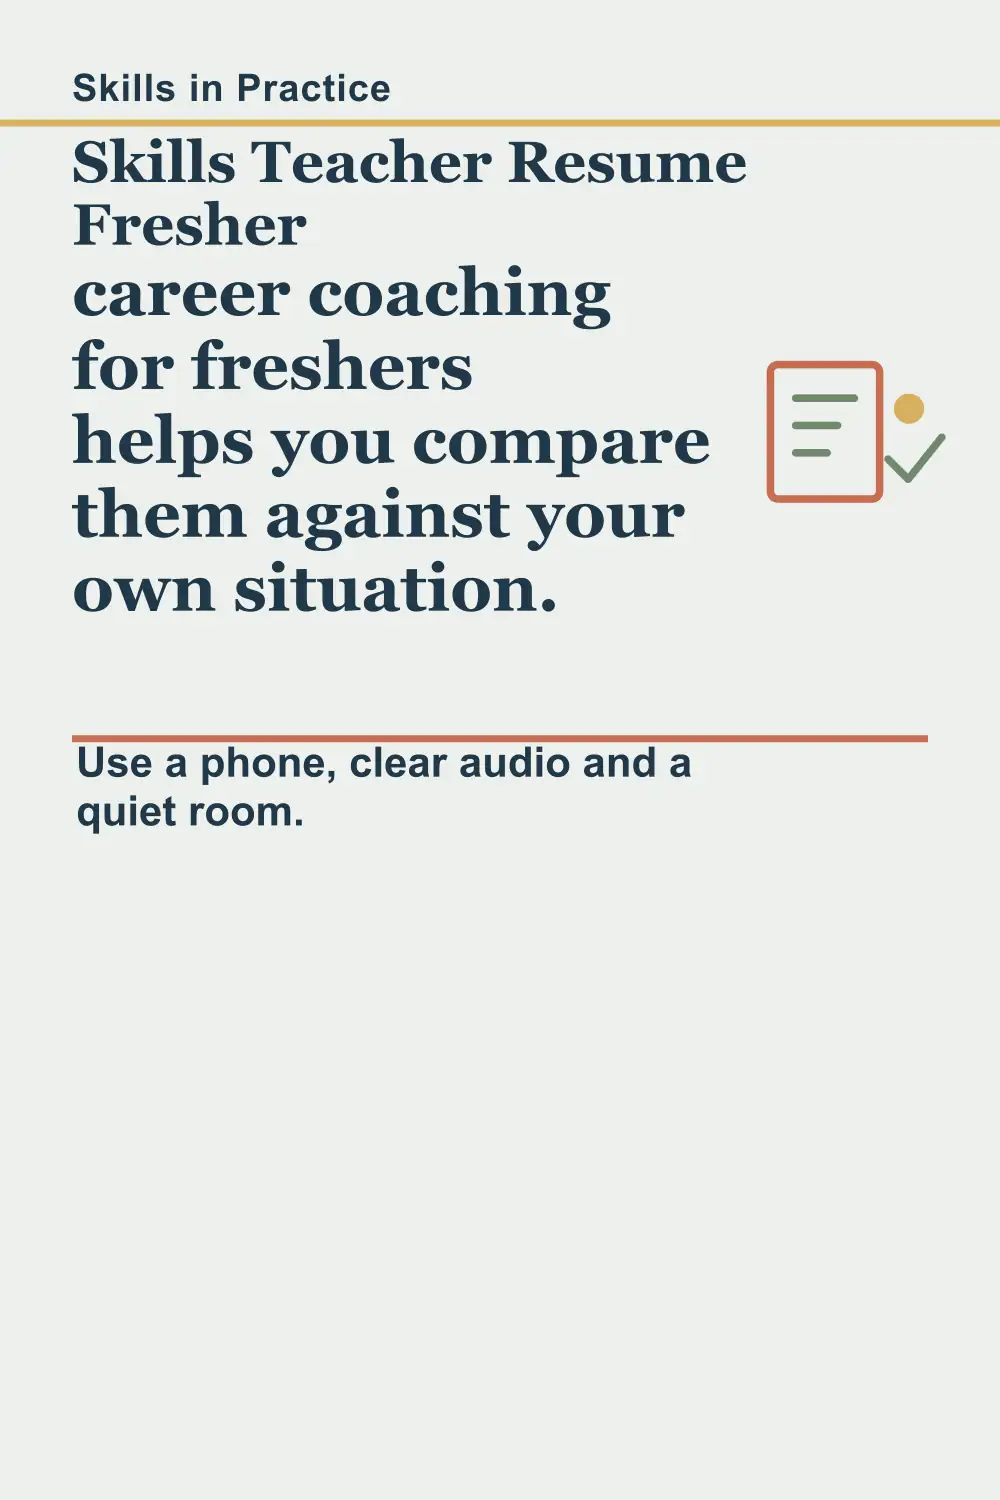 Skills in Practice
Skills Teacher Resume
Fresher
career coaching
for freshers
helps you compare
them against your
own situation.
Use a phone, clear audio and a
quiet room.